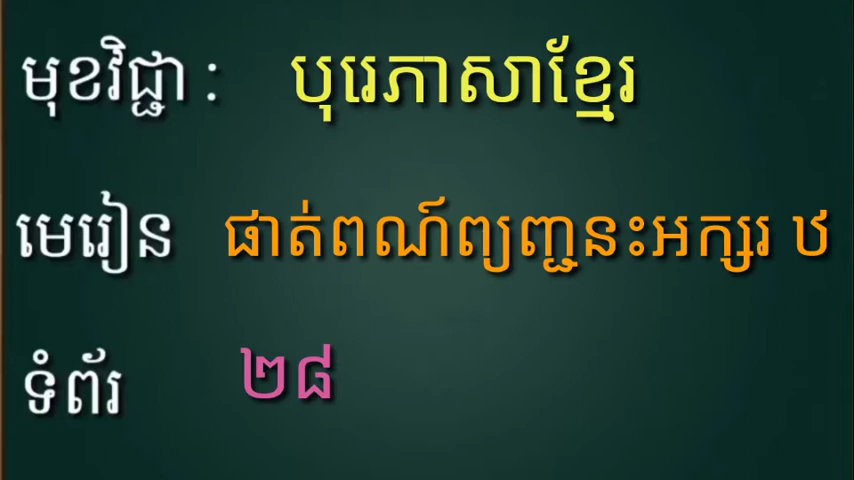 មុខវិជ្ជា : បុរេភាសាខ្មែរ
មេរៀន ផាត់ពណ៍ព្យញ្ជនះអក្សរ ឋ
ទំព័រ ២៨